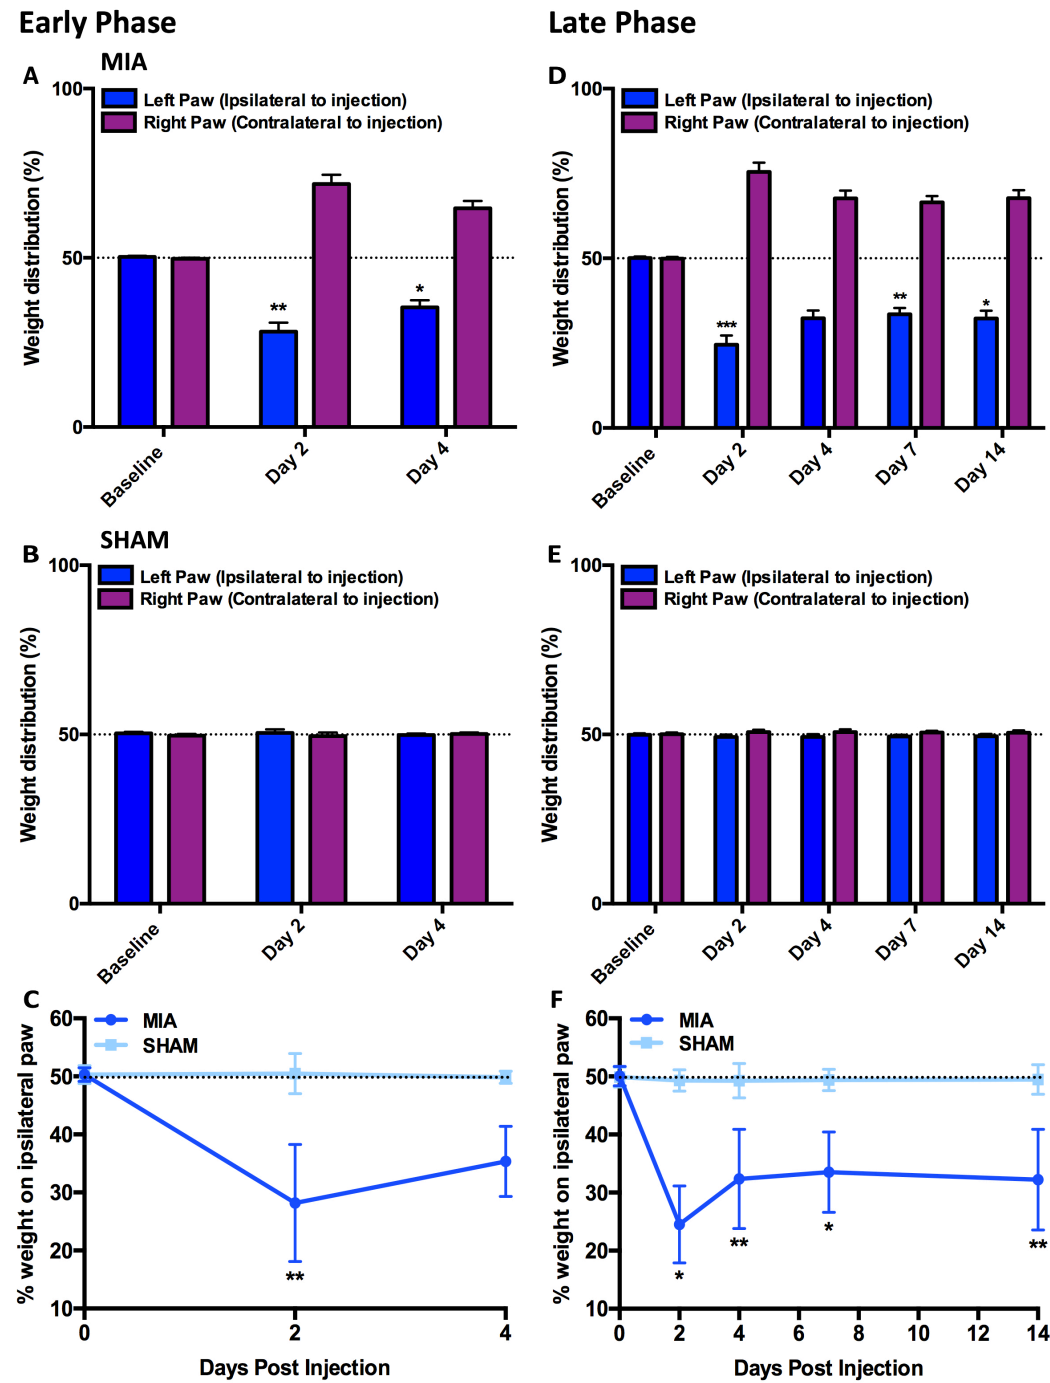 Early Phase
Late Phase
A
MIA
100
50
0
Weight distribution (%)
Left Paw (Ipsilateral to injection)
Right Paw (Contralateral to injection)
**
*
Baseline
Day 2
Day 4
D
100
50
0
Weight distribution (%)
Left Paw (Ipsilateral to injection)
Right Paw (Contralateral to injection)
***
**
*
Baseline
Day 2
Day 4
Day 7
Day 14
B
SHAM
100
50
0
Weight distribution (%)
Left Paw (Ipsilateral to injection)
Right Paw (Contralateral to injection)
Baseline
Day 2
Day 4
E
100
50
0
Weight distribution (%)
Left Paw (Ipsilateral to injection)
Right Paw (Contralateral to injection)
Baseline
Day 2
Day 4
Day 7
Day 14
C
60
50
40
30
20
10
% weight on ipsilateral paw
MIA
SHAM
**
0
2
4
Days Post Injection
F
60
50
40
30
20
10
% weight on ipsilateral paw
MIA
SHAM
*
**
*
**
0
2
4
6
8
10
12
14
Days Post Injection